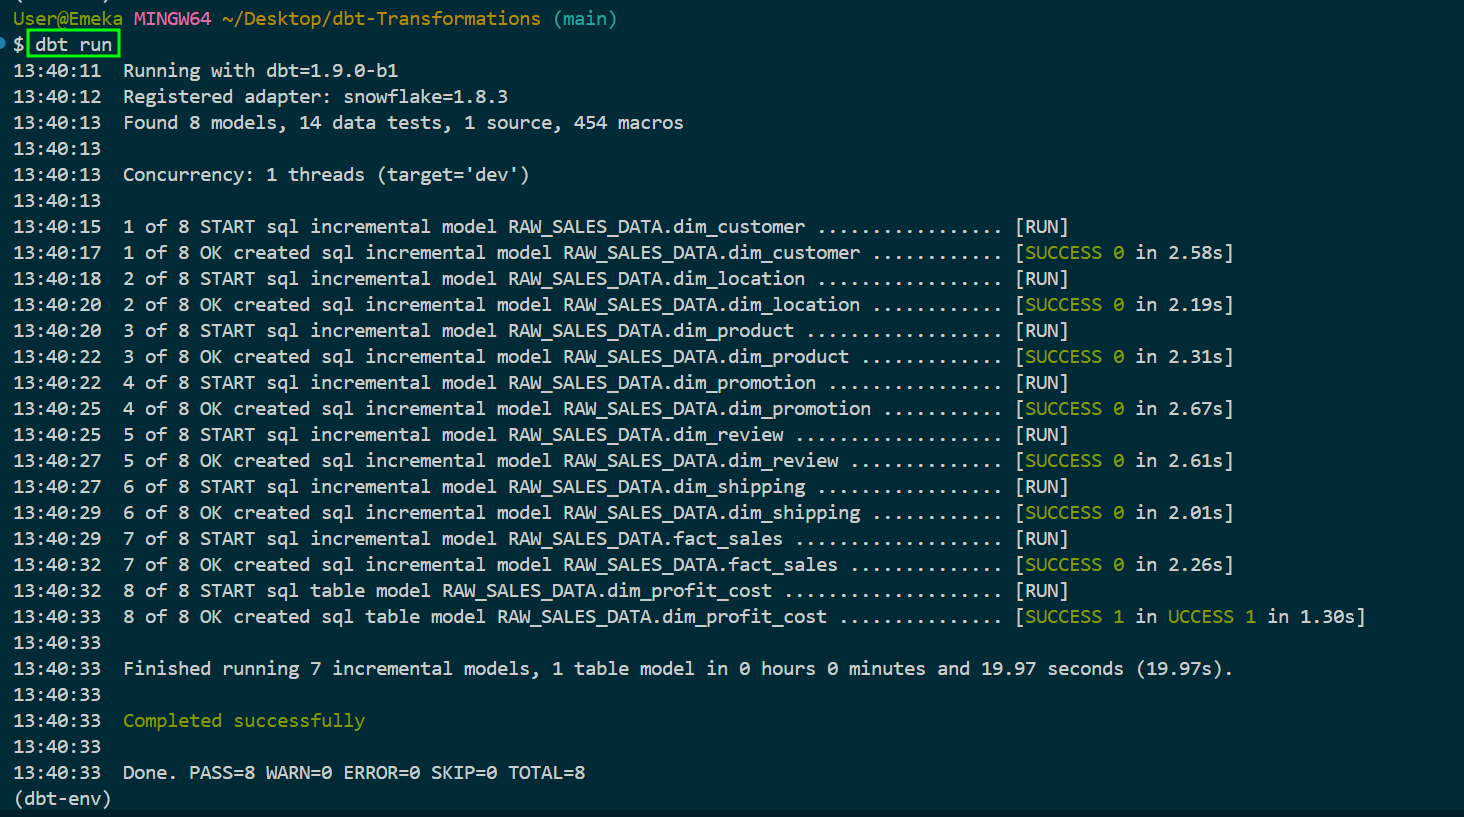 User@Emeka MINGW64 ~/Desktop/dbt-Transformations (main)
$ dbt run
13:40:11  Running with dbt=1.9.0-b1
13:40:12  Registered adapter: snowflake=1.8.3
13:40:13  Found 8 models, 14 data tests, 1 source, 454 macros
13:40:13
13:40:13  Concurrency: 1 threads (target='dev')
13:40:13
13:40:15  1 of 8 START sql incremental model RAW_SALES_DATA.dim_customer ................. [RUN]
13:40:17  1 of 8 OK created sql incremental model RAW_SALES_DATA.dim_customer ............ [SUCCESS 0 in 2.58s]
13:40:18  2 of 8 START sql incremental model RAW_SALES_DATA.dim_location ................. [RUN]
13:40:20  2 of 8 OK created sql incremental model RAW_SALES_DATA.dim_location ............ [SUCCESS 0 in 2.19s]
13:40:20  3 of 8 START sql incremental model RAW_SALES_DATA.dim_product .................. [RUN]
13:40:22  3 of 8 OK created sql incremental model RAW_SALES_DATA.dim_product ............. [SUCCESS 0 in 2.31s]
13:40:22  4 of 8 START sql incremental model RAW_SALES_DATA.dim_promotion ................ [RUN]
13:40:25  4 of 8 OK created sql incremental model RAW_SALES_DATA.dim_promotion ........... [SUCCESS 0 in 2.67s]
13:40:25  5 of 8 START sql incremental model RAW_SALES_DATA.dim_review ................... [RUN]
13:40:27  5 of 8 OK created sql incremental model RAW_SALES_DATA.dim_review .............. [SUCCESS 0 in 2.61s]
13:40:27  6 of 8 START sql incremental model RAW_SALES_DATA.dim_shipping ................. [RUN]
13:40:29  6 of 8 OK created sql incremental model RAW_SALES_DATA.dim_shipping ............ [SUCCESS 0 in 2.01s]
13:40:29  7 of 8 START sql incremental model RAW_SALES_DATA.fact_sales ................... [RUN]
13:40:32  7 of 8 OK created sql incremental model RAW_SALES_DATA.fact_sales .............. [SUCCESS 0 in 2.26s]
13:40:32  8 of 8 START sql table model RAW_SALES_DATA.dim_profit_cost .................... [RUN]
13:40:33  8 of 8 OK created sql table model RAW_SALES_DATA.dim_profit_cost ............... [SUCCESS 1 in UCCESS 1 in 1.30s]
13:40:33
13:40:33  Finished running 7 incremental models, 1 table model in 0 hours 0 minutes and 19.97 seconds (19.97s).
13:40:33
13:40:33  Completed successfully
13:40:33
13:40:33  Done. PASS=8 WARN=0 ERROR=0 SKIP=0 TOTAL=8
(dbt-env)